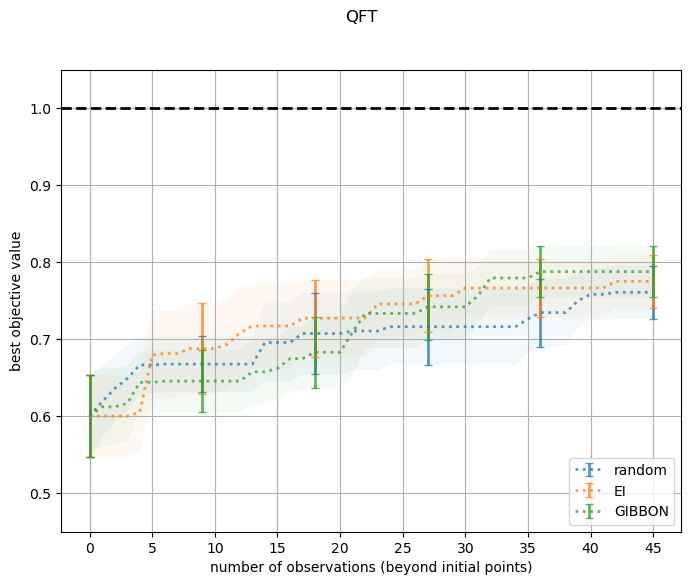 QFT
best objective value
1.0
0.9
0.8
0.7
0.6
0.5
0 5 10 15 20 25 30 35 40 45
number of observations (beyond initial points)
random
EI
GIBBON